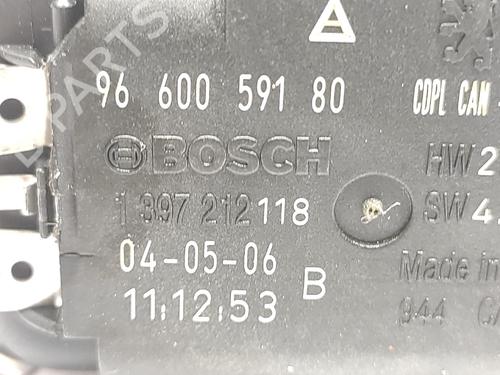 96 600 591 80
CDPL CAN
BOSCH
HW 2
1 397 212 118
SW 4.
04-05-06
Made in
11:12:53
B
944
PARTS